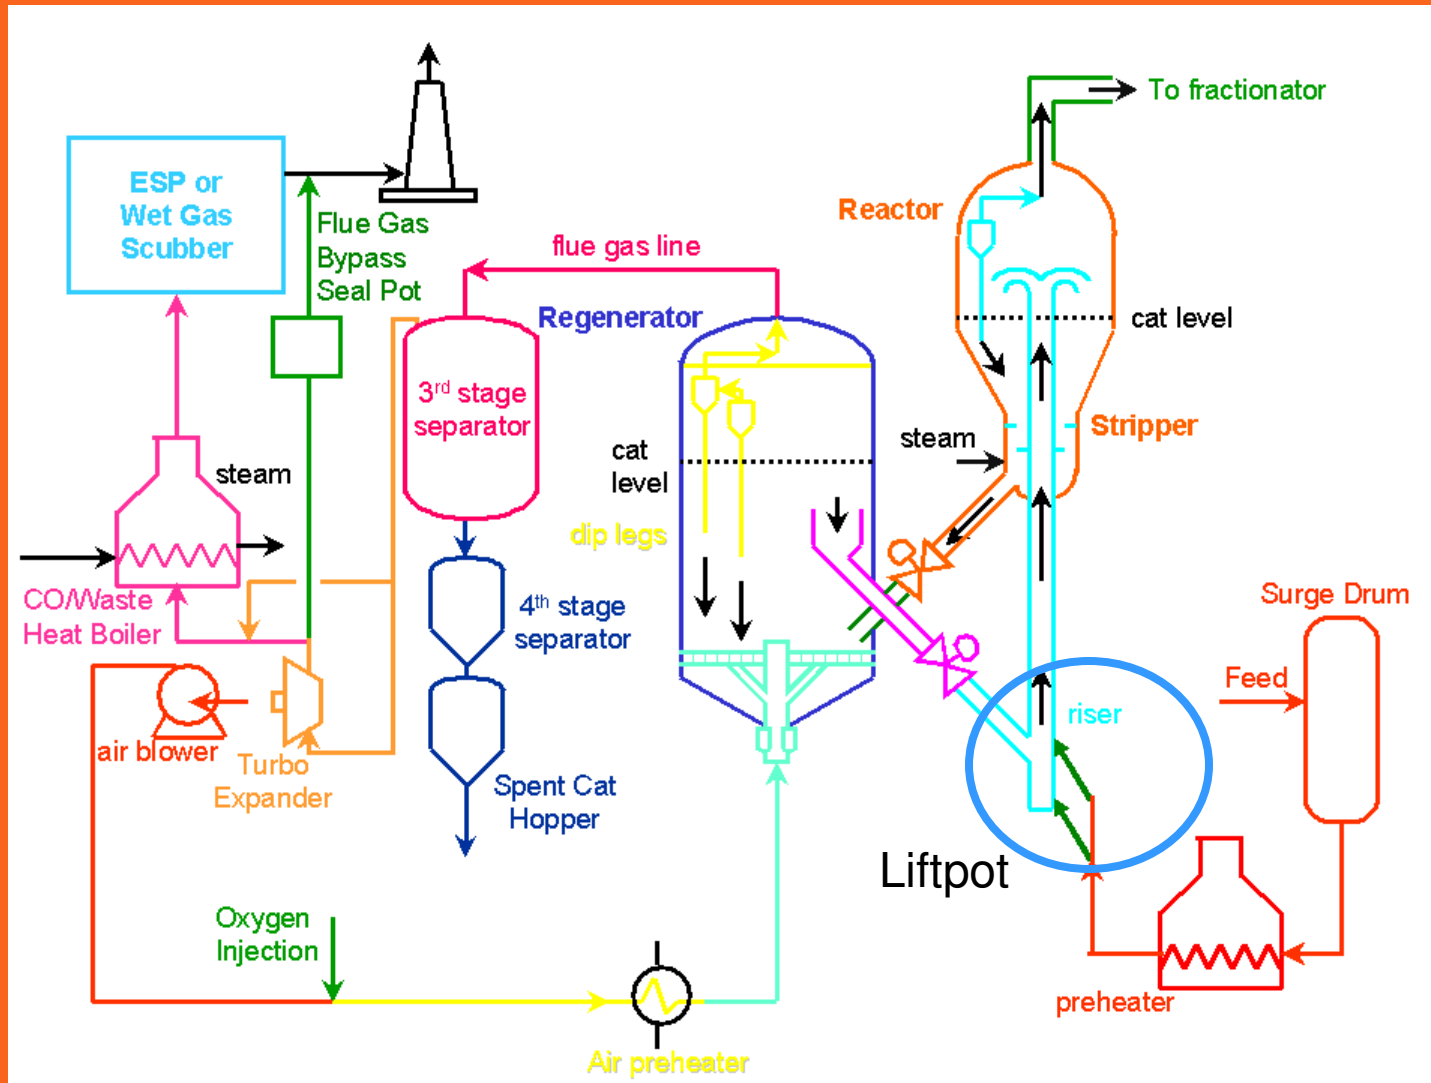 To fractionator
ESP or
Wet Gas
Scubber
Flue Gas
Bypass
Seal Pot
Reactor
flue gas line
Regenerator
cat level
3rd stage
separator
Stripper
steam
cat
level
steam
dip legs
CO/Waste
Heat Boiler
4th stage
separator
Surge Drum
Feed
riser
air blower
Turbo
Expander
Spent Cat
Hopper
Liftpot
Oxygen
Injection
preheater
Air preheater